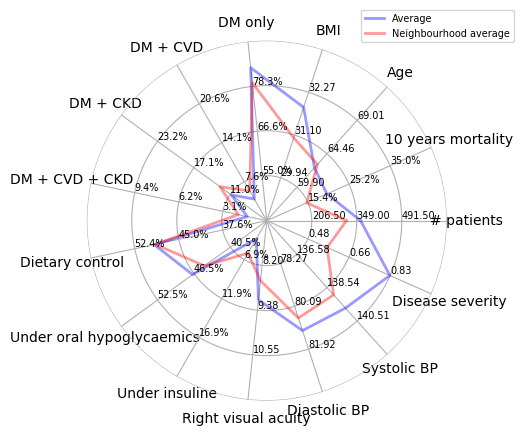 Average
Neighbourhood average
DM only
BMI
DM + CVD
Age
DM + CKD
10 years mortality
DM + CVD + CKD
# patients
Dietary control
Disease severity
Under oral hypoglycaemics
Systolic BP
Under insuline
Diastolic BP
Right visual acuity
206.50
349.00
491.50
15.4%
25.2%
35.0%
59.90
64.46
69.01
29.94
31.10
32.27
55.0%
66.6%
78.3%
7.6%
14.1%
20.6%
11.0%
17.1%
23.2%
3.1%
6.2%
9.4%
37.6%
45.0%
52.4%
40.5%
46.5%
52.5%
6.9%
11.9%
16.9%
8.20
9.38
10.55
78.27
80.09
81.92
136.58
138.54
140.51
0.48
0.66
0.83